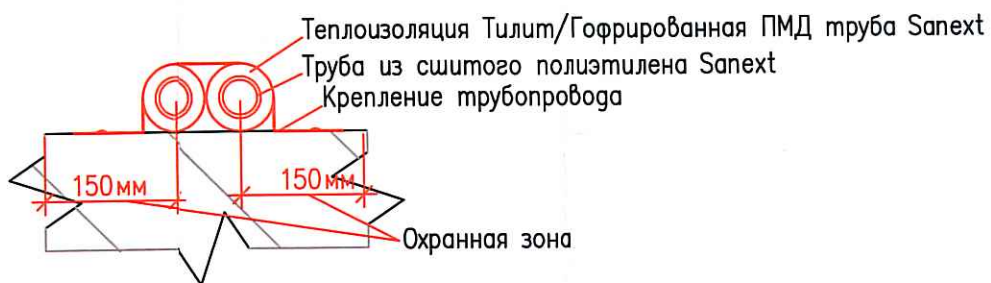 Теплоизоляция Тилит/Гофрированная ПМД труба Sanext
Труба из сшитого полиэтилена Sanext
Крепление трубопровода
150мм 150мм
Охранная зона